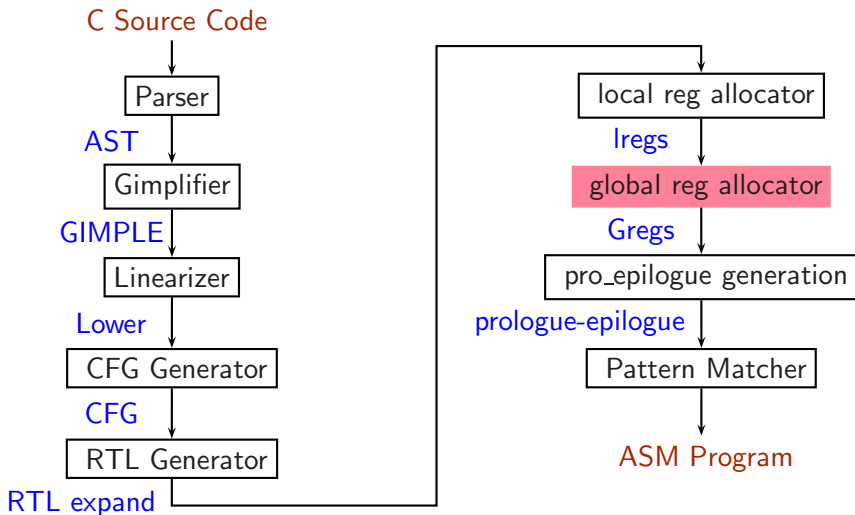 C Source Code
Parser
AST
Gimplifier
GIMPLE
Linearizer
Lower
CFG Generator
CFG
RTL Generator
RTL expand
local reg allocator
lregs
global reg allocator
Gregs
pro_epilogue generation
prologue-epilogue
Pattern Matcher
ASM Program